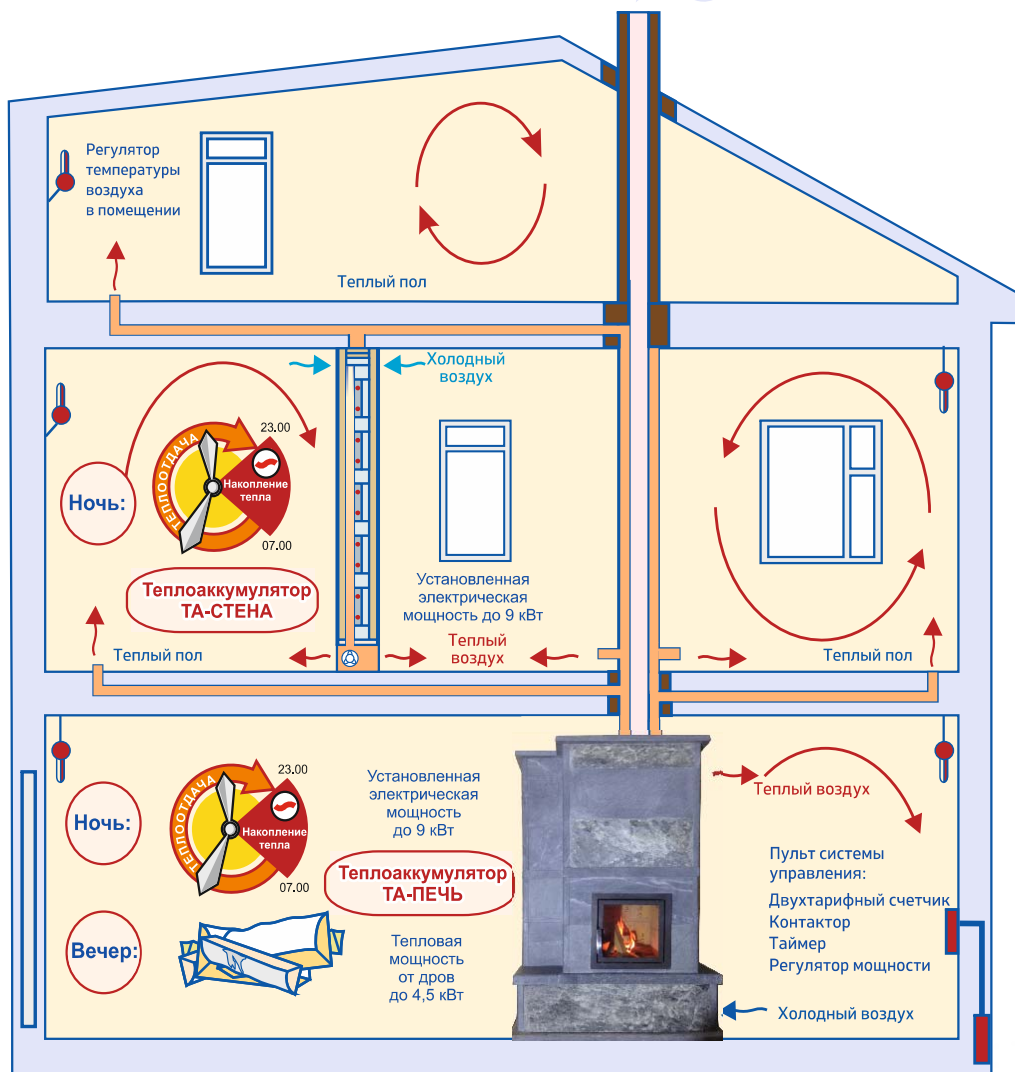 Регулятор
температуры
воздуха
в помещении
Теплый пол
Холодный
воздух
Ночь:
ТЕПЛООТДАЧА
23.00
Накопление
тепла
07.00
Теплоаккумулятор
ТА-СТЕНА
Установленная
электрическая
мощность до 9 кВт
Теплый пол
Теплый
воздух
Теплый пол
Ночь:
ТЕПЛООТДАЧА
23.00
Накопление
тепла
07.00
Установленная
электрическая
мощность
до 9 кВт
Теплоаккумулятор
ТА-ПЕЧЬ
Вечер:
Тепловая
мощность
от дров
до 4,5 кВт
Теплый воздух
Пульт системы
управления:
Двухтарифный счетчик
Контактор
Таймер
Регулятор мощности
Холодный воздух